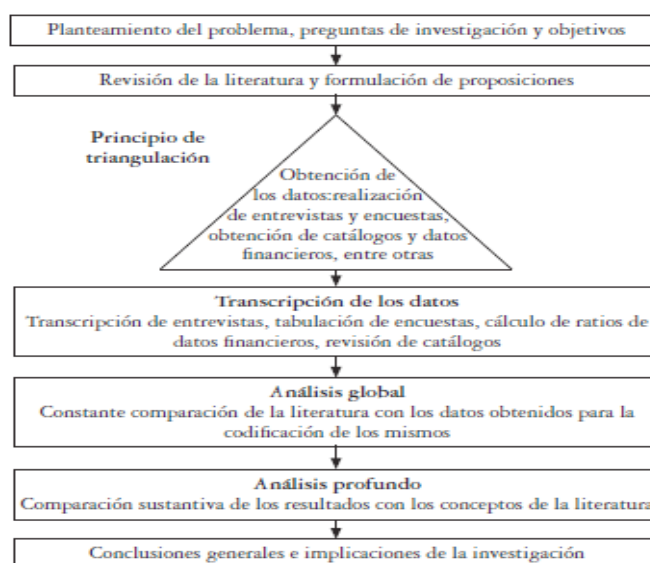 Planteamiento del problema, preguntas de investigación y objetivos
Revisión de la literatura y formulación de proposiciones
Principio de
triangulación
Obtención de
los datos:realización
de entrevistas y encuestas,
obtención de catálogos y datos
financieros, entre otras
Transcripción de los datos
Transcripción de entrevistas, tabulación de encuestas, cálculo de ratios de
datos financieros, revisión de catálogos
Análisis global
Constante comparación de la literatura con los datos obtenidos para la
codificación de los mismos
Análisis profundo
Comparación sustantiva de los resultados con los conceptos de la literatura
Conclusiones generales e implicaciones de la investigación